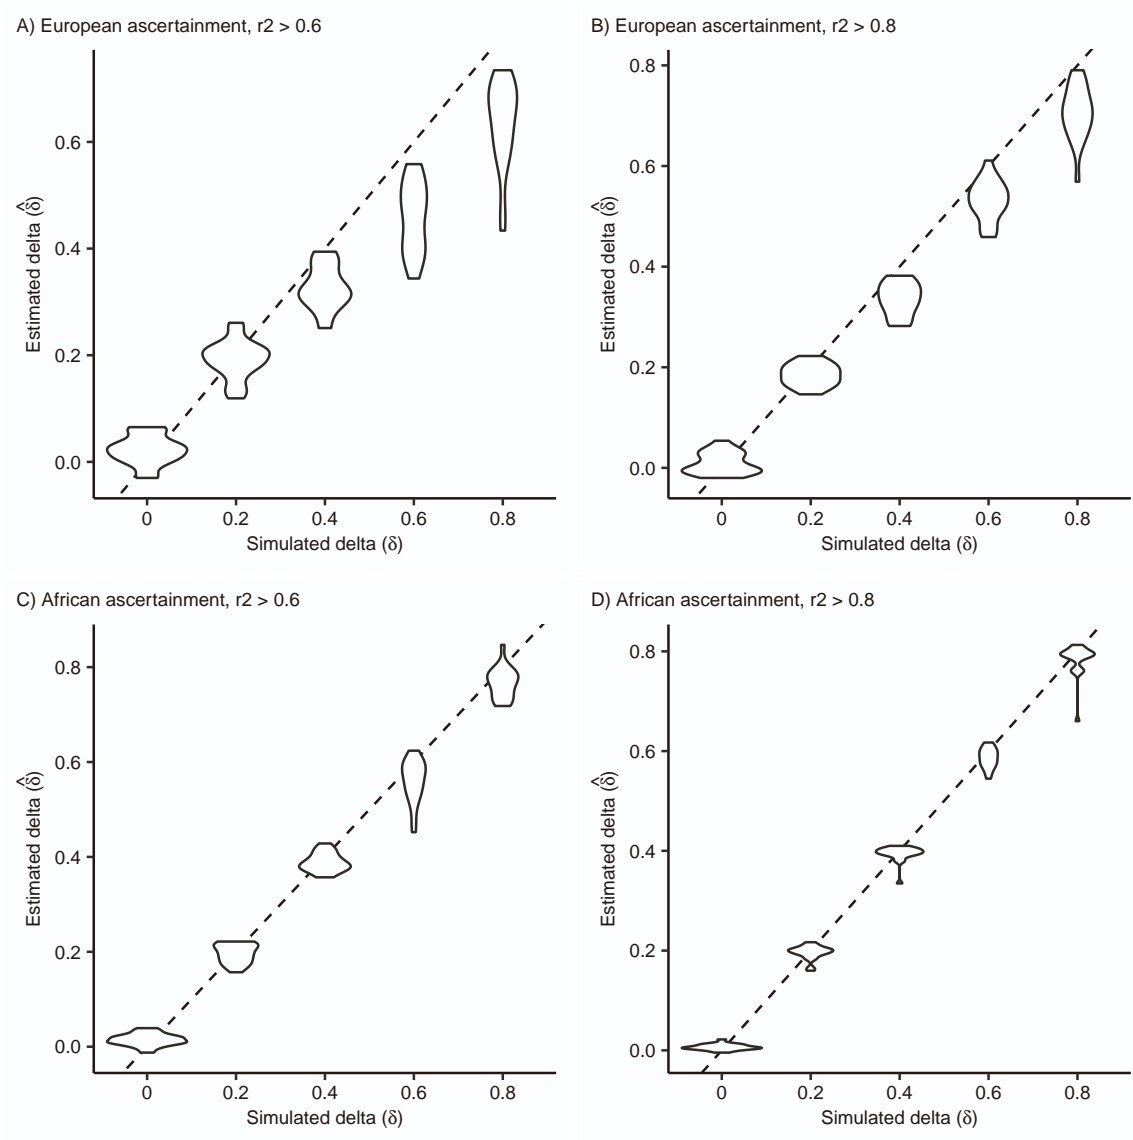 A) European ascertainment, r2 > 0.6
Estimated delta (δ̂)
0.6
0.4
0.2
0.0
0 0.2 0.4 0.6 0.8
Simulated delta (δ)
B) European ascertainment, r2 > 0.8
Estimated delta (δ̂)
0.8
0.6
0.4
0.2
0.0
0 0.2 0.4 0.6 0.8
Simulated delta (δ)
C) African ascertainment, r2 > 0.6
Estimated delta (δ̂)
0.8
0.6
0.4
0.2
0.0
0 0.2 0.4 0.6 0.8
Simulated delta (δ)
D) African ascertainment, r2 > 0.8
Estimated delta (δ̂)
0.8
0.6
0.4
0.2
0.0
0 0.2 0.4 0.6 0.8
Simulated delta (δ)